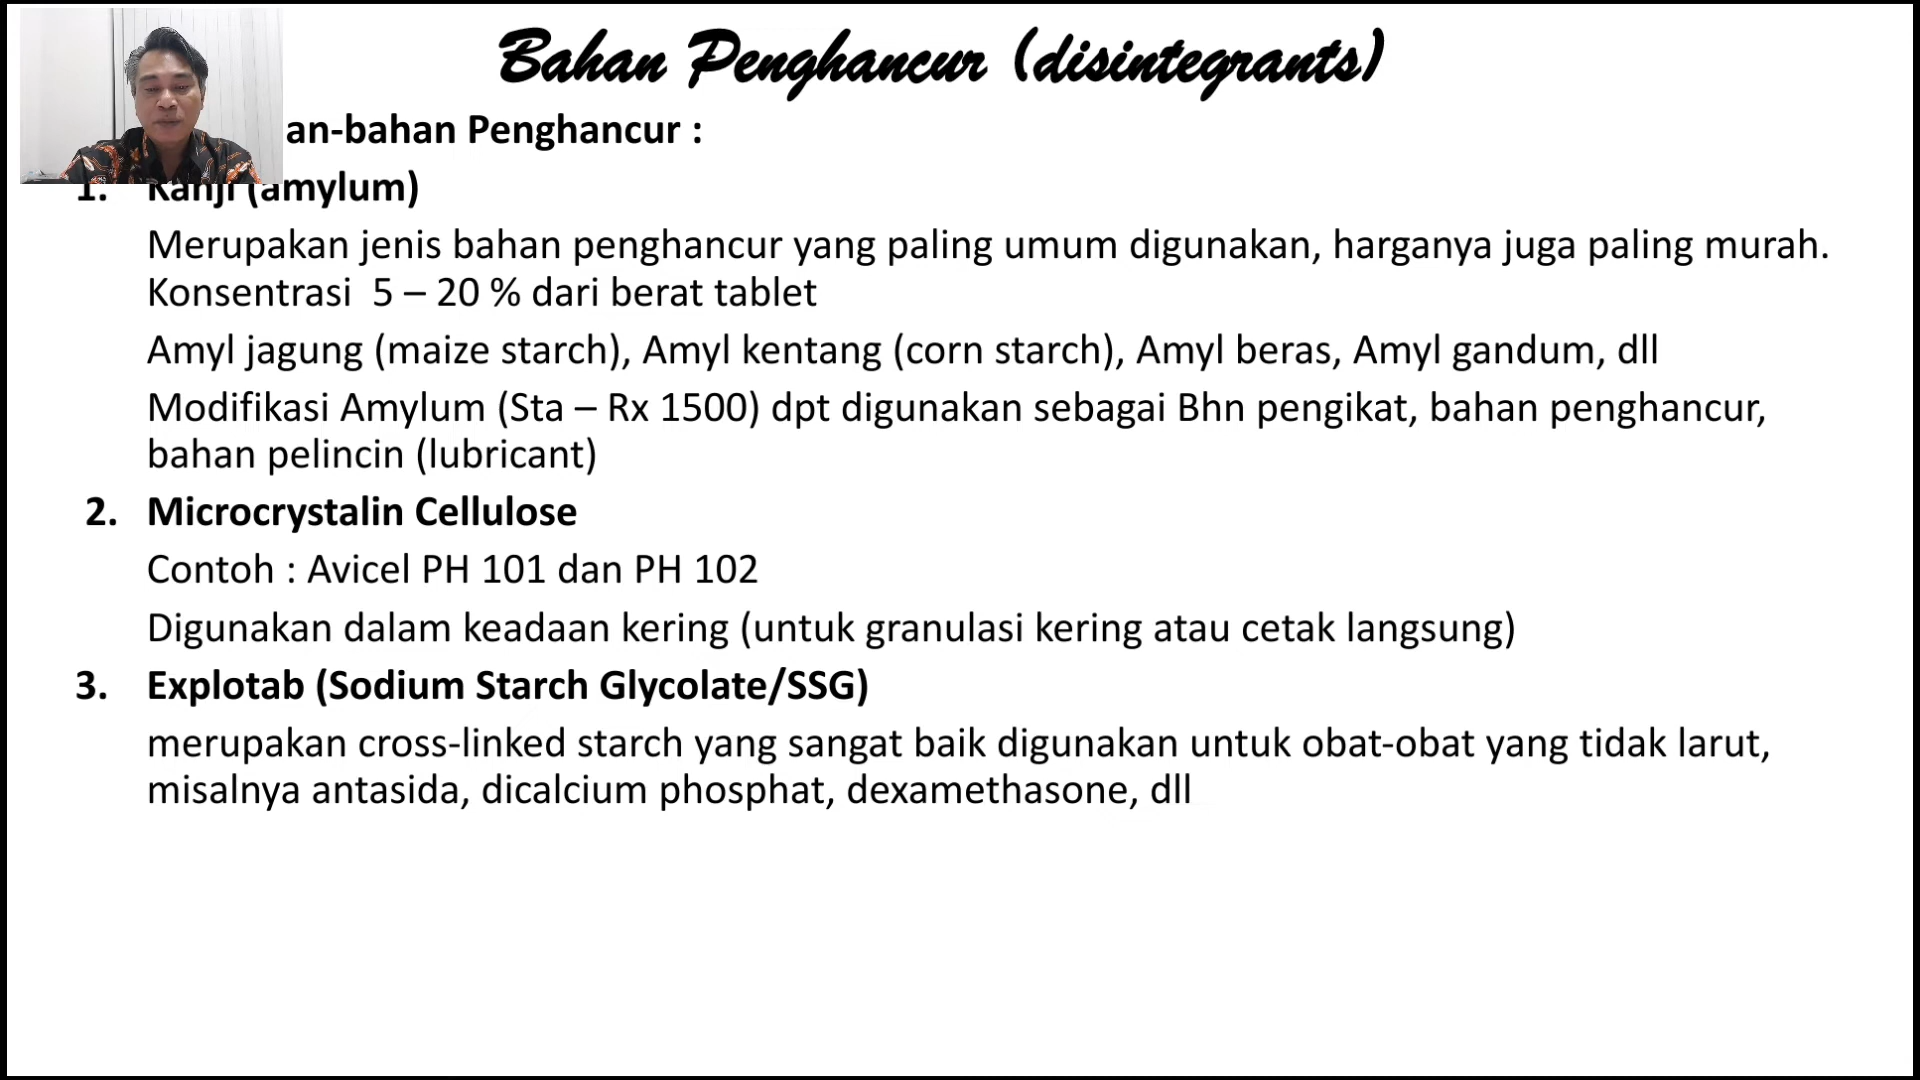 Bahan Penghancur (disintegrants)
an-bahan Penghancur :
1. Kanji (amylum)
Merupakan jenis bahan penghancur yang paling umum digunakan, harganya juga paling murah.
Konsentrasi 5 – 20 % dari berat tablet
Amyl jagung (maize starch), Amyl kentang (corn starch), Amyl beras, Amyl gandum, dll
Modifikasi Amylum (Sta – Rx 1500) dpt digunakan sebagai Bhn pengikat, bahan penghancur,
bahan pelincin (lubricant)
2. Microcrystalin Cellulose
Contoh : Avicel PH 101 dan PH 102
Digunakan dalam keadaan kering (untuk granulasi kering atau cetak langsung)
3. Explotab (Sodium Starch Glycolate/SSG)
merupakan cross-linked starch yang sangat baik digunakan untuk obat-obat yang tidak larut,
misalnya antasida, dicalcium phosphat, dexamethasone, dll